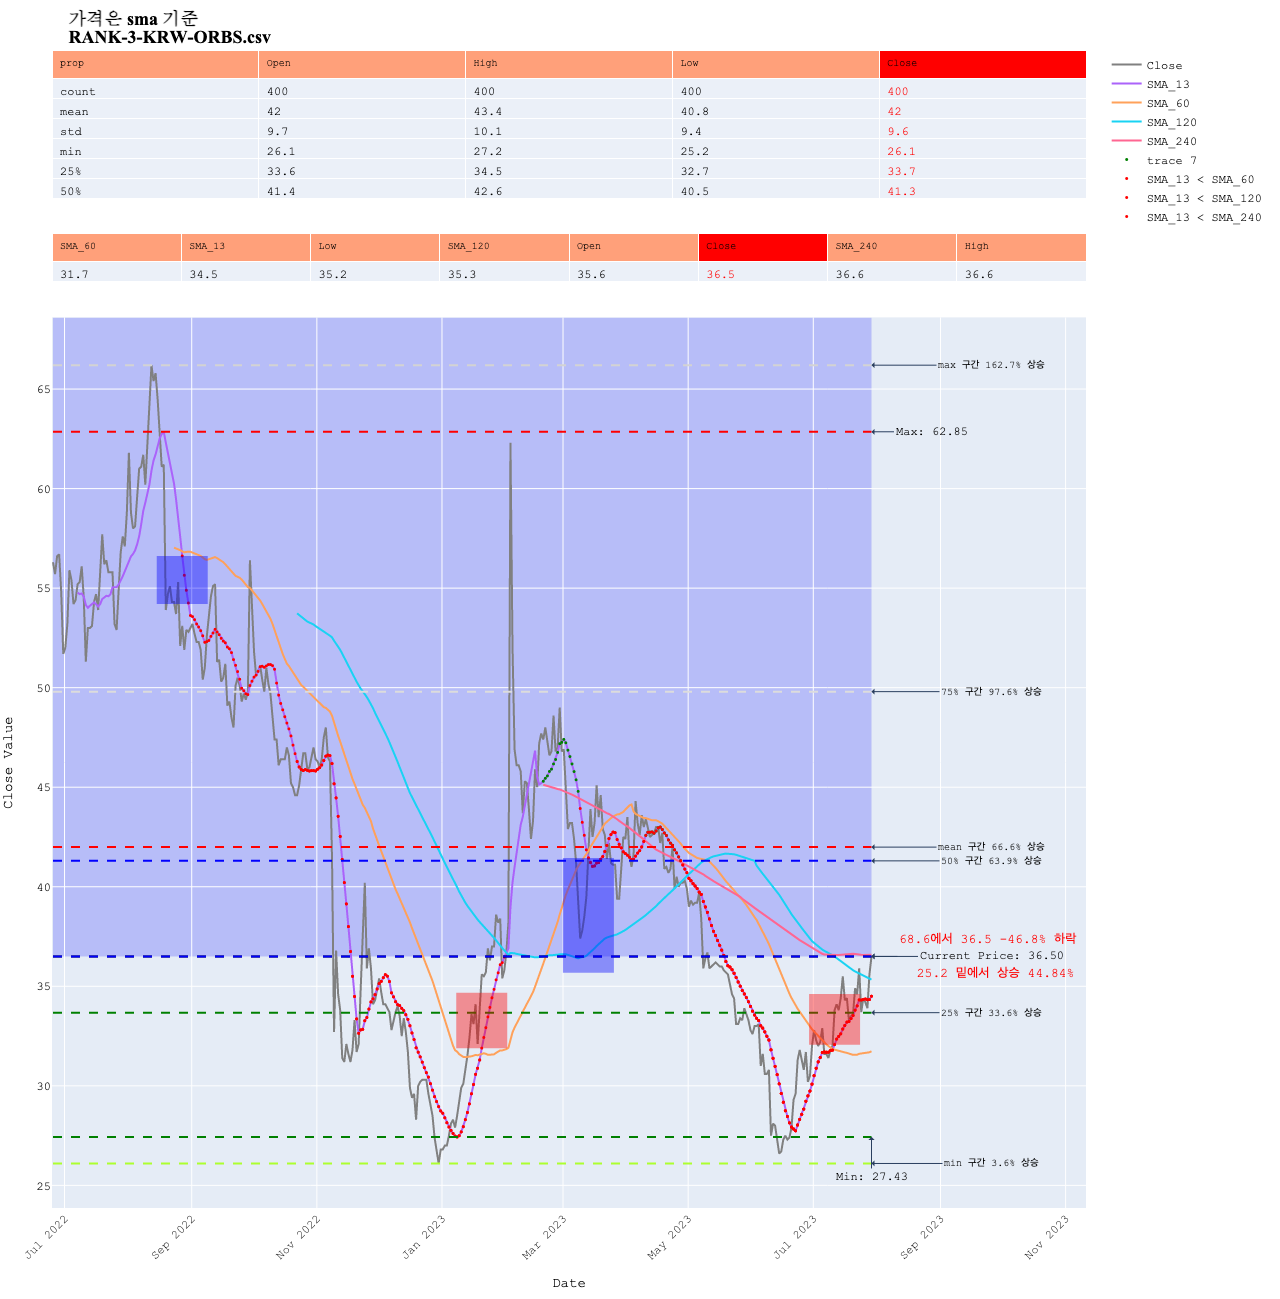 가격은 sma 기준
RANK-3-KRW-ORBS.csv
prop Open High Low Close
count 400 400 400 400
mean 42 43.4 40.8 42
std 9.7 10.1 9.4 9.6
min 26.1 27.2 25.2 26.1
25% 33.6 34.5 32.7 33.7
50% 41.4 42.6 40.5 41.3
SMA_60 SMA_13 Low SMA_120 Open Close SMA_240 High
31.7 34.5 35.2 35.3 35.6 36.5 36.6 36.6
Close
SMA_13
SMA_60
SMA_120
SMA_240
trace 7
SMA_13 < SMA_60
SMA_13 < SMA_120
SMA_13 < SMA_240
max 구간 162.7% 상승
Max: 62.85
75% 구간 97.6% 상승
mean 구간 66.6% 상승
50% 구간 63.9% 상승
68.6에서 36.5 -46.8% 하락
Current Price: 36.50
25.2 밑에서 상승 44.84%
25% 구간 33.6% 상승
min 구간 3.6% 상승
Min: 27.43
65
60
55
50
45
40
35
30
25
Close Value
Jul 2022 Sep 2022 Nov 2022 Jan 2023 Mar 2023 May 2023 Jul 2023 Sep 2023 Nov 2023
Date